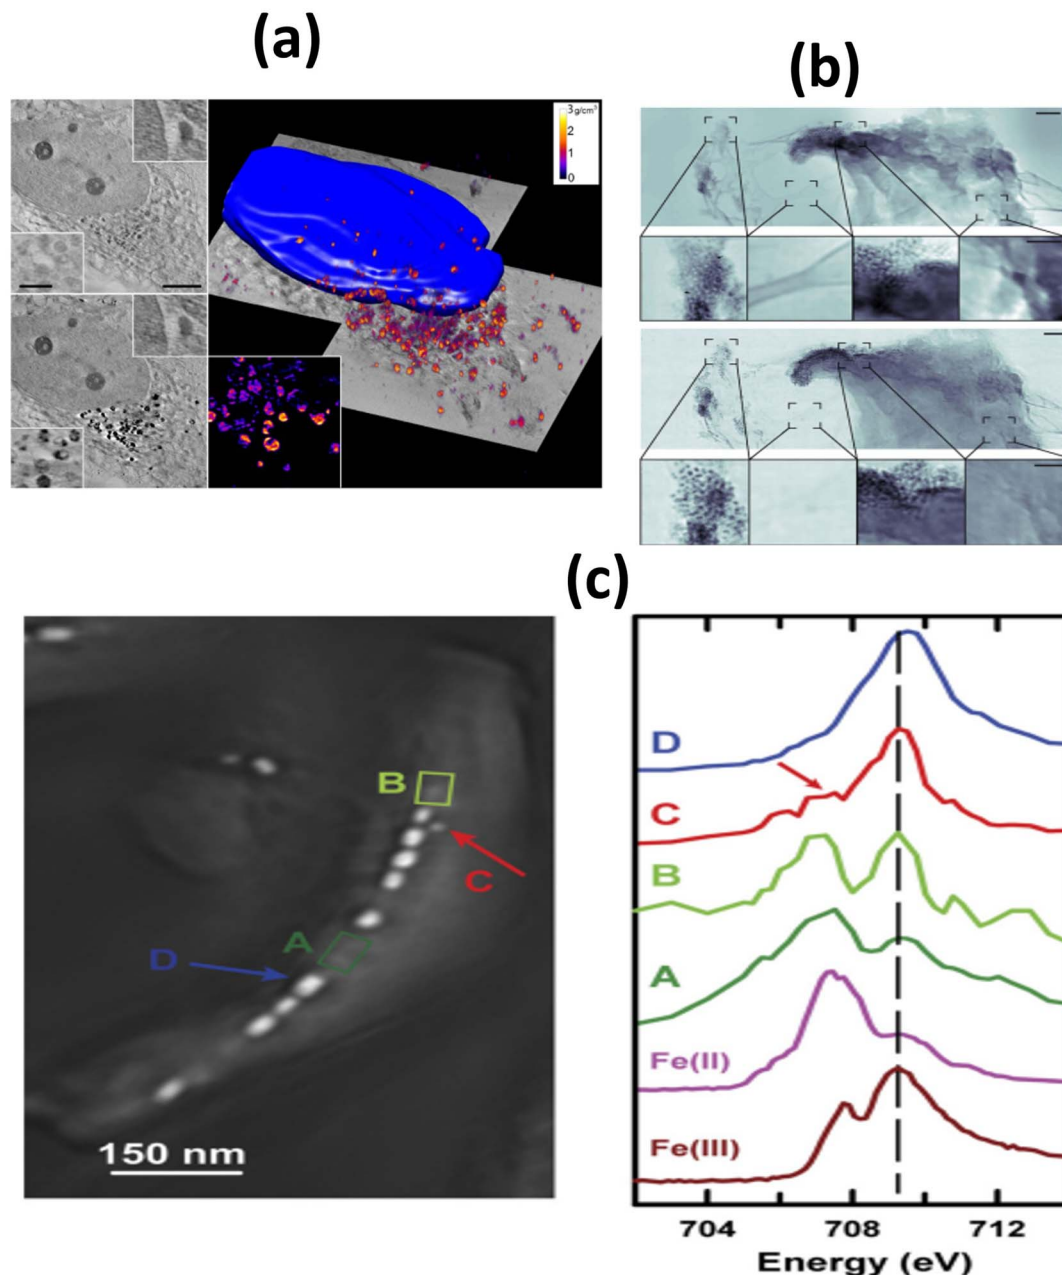 (a)
(b)
3 g/cm³
2
1
0
(c)
B
C
A
D
150 nm
D
C
B
A
Fe(II)
Fe(III)
704 708 712
Energy (eV)